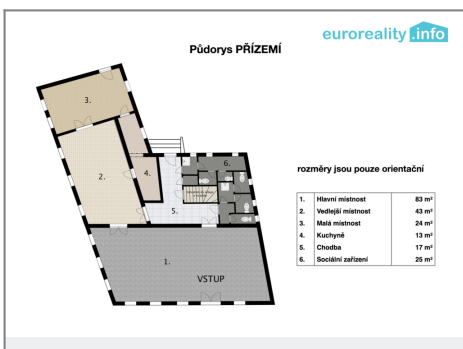 euroreality.info
Půdorys PŘÍZEMÍ
3.
2.
4.
6.
5.
1.
VSTUP
rozměry jsou pouze orientační
1. Hlavní místnost 83 m²
2. Vedlejší místnost 43 m²
3. Malá místnost 24 m²
4. Kuchyně 13 m²
5. Chodba 17 m²
6. Sociální zařízení 25 m²